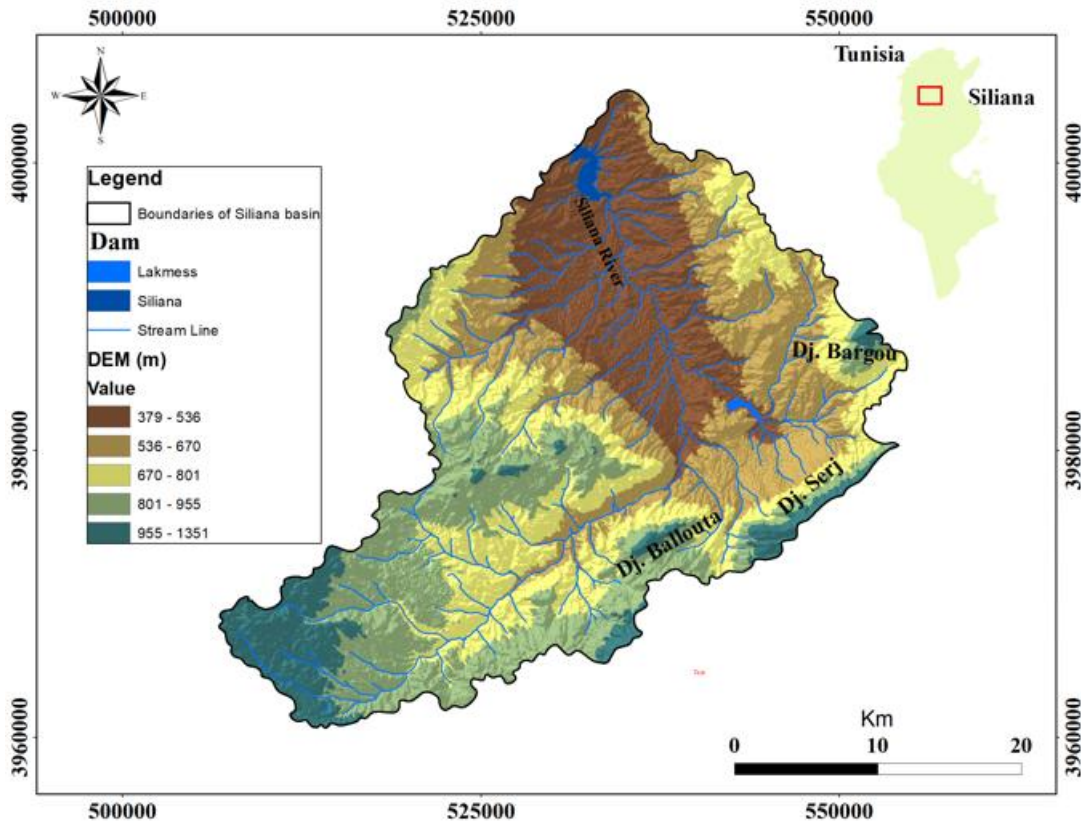 500000 525000 550000
Tunisia
Siliana
N
W E
S
4000000
4000000
Legend
Boundaries of Siliana basin
Dam
Lakmess
Siliana
Stream Line
DEM (m)
Value
379 - 536
536 - 670
670 - 801
801 - 955
955 - 1351
Siliana River
Dj. Bargou
Dj. Serj
Dj. Ballouta
3980000
3980000
Km
0 10 20
3960000
3960000
500000 525000 550000